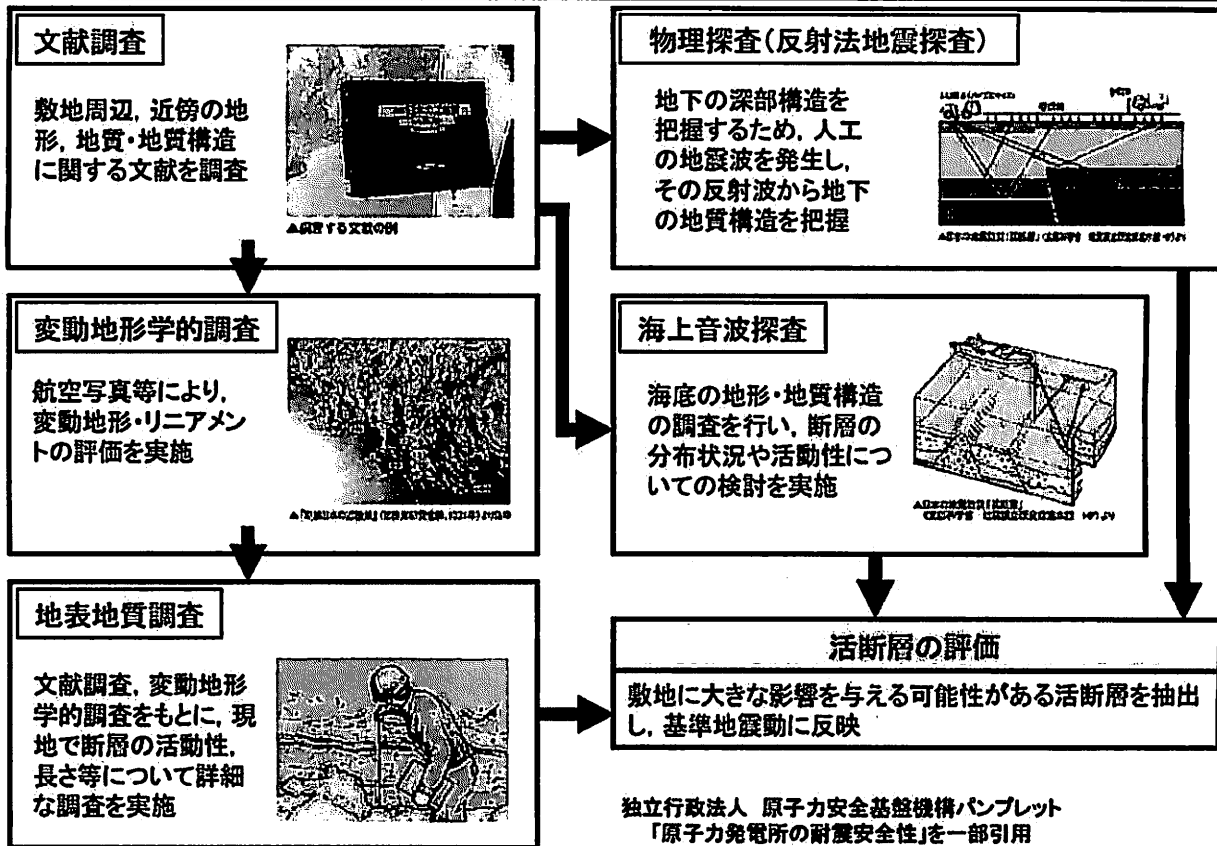 文献調査
敷地周辺，近傍の地
形，地質・地質構造
に関する文献を調査
▲調査する文献の例
変動地形学的調査
航空写真等により，
変動地形・リニアメン
トの評価を実施
地表地質調査
文献調査，変動地形
学的調査をもとに，現
地で断層の活動性，
長さ等について詳細
な調査を実施
物理探査（反射法地震探査）
地下の深部構造を
把握するため，人工
の地震波を発生し，
その反射波から地下
の地質構造を把握
海上音波探査
海底の地形・地質構造
の調査を行い，断層の
分布状況や活動性につ
いての検討を実施
活断層の評価
敷地に大きな影響を与える可能性がある活断層を抽出
し，基準地震動に反映
独立行政法人 原子力安全基盤機構パンプレット
「原子力発電所の耐震安全性」を一部引用